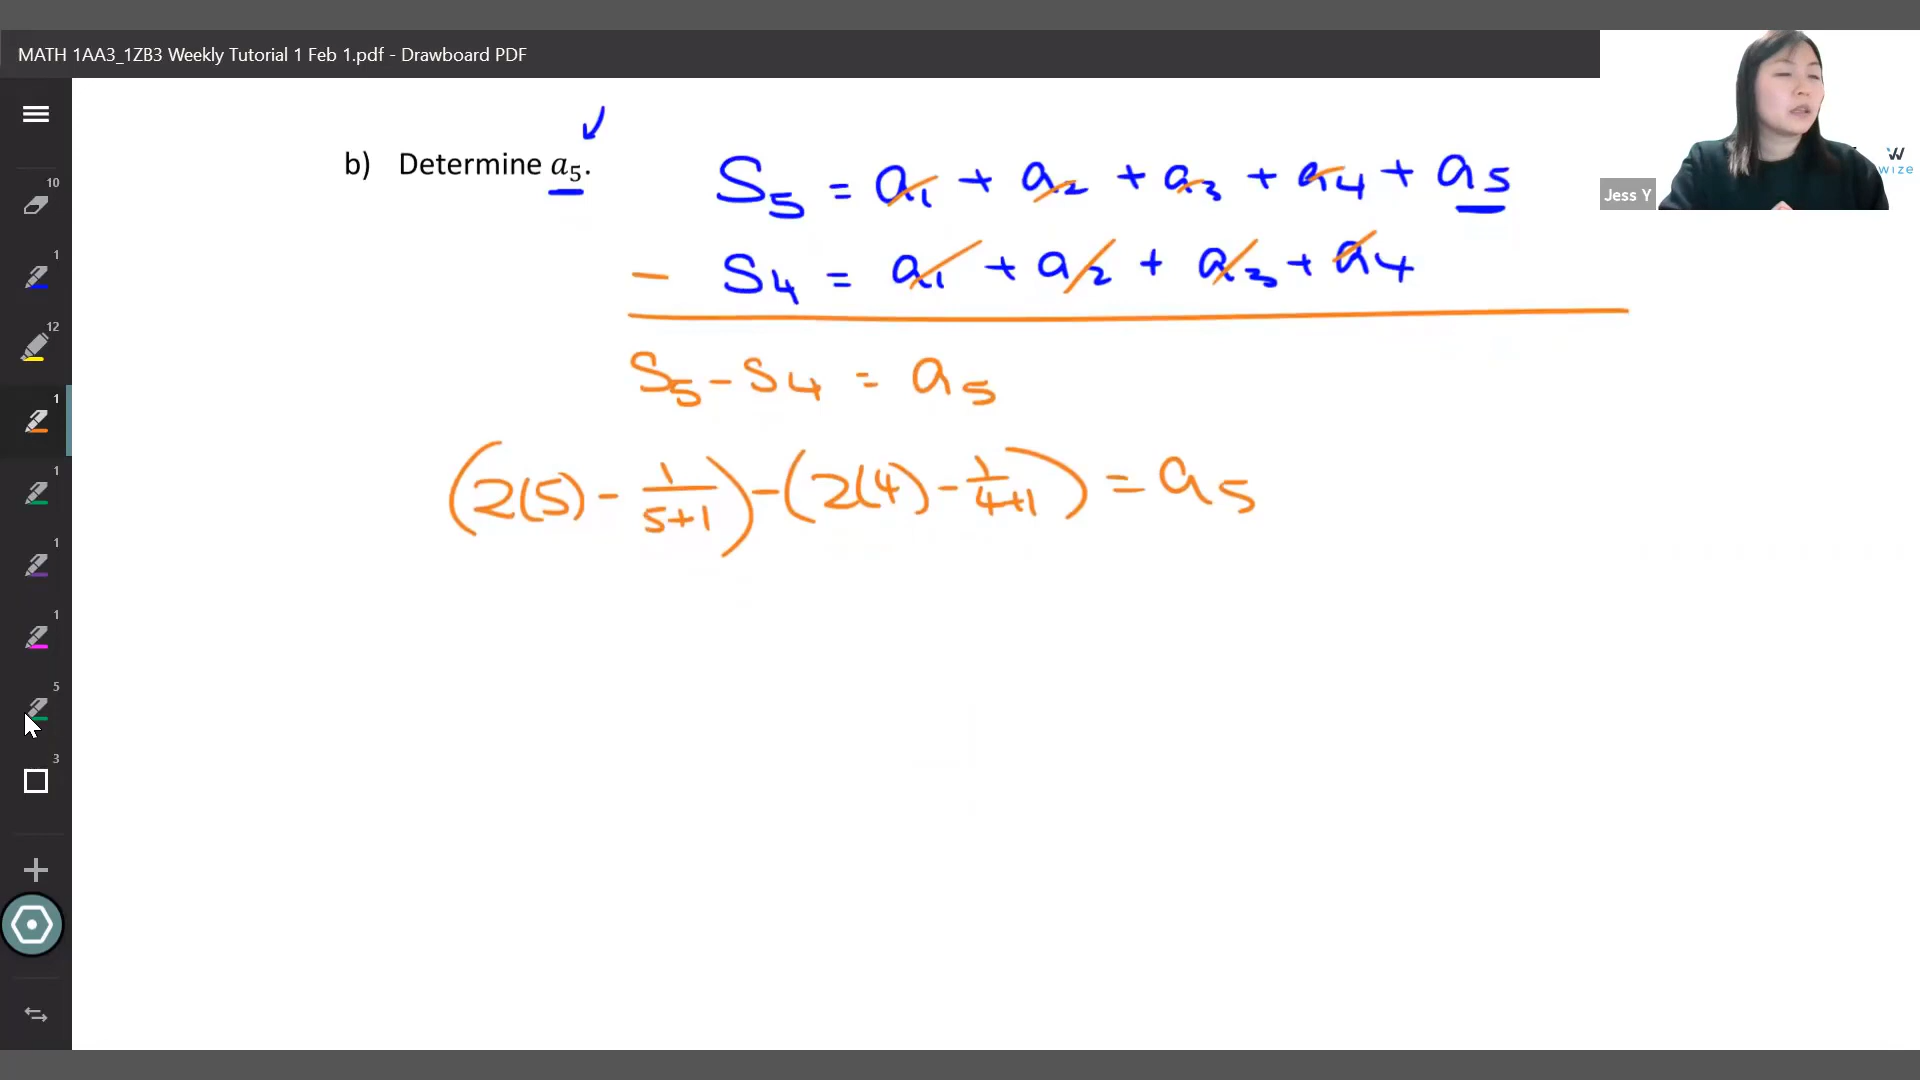 MATH 1AA3_1ZB3 Weekly Tutorial 1 Feb 1.pdf - Drawboard PDF
b) Determine a₅.
S₅ = a₁ + a₂ + a₃ + a₄ + a₅
- S₄ = a₁ + a₂ + a₃ + a₄
S₅ - S₄ = a₅
(2(5) - 1/(5+1)) - (2(4) - 1/(4+1)) = a₅
Jess Y
wize
10
1
12
1
1
1
1
5
3